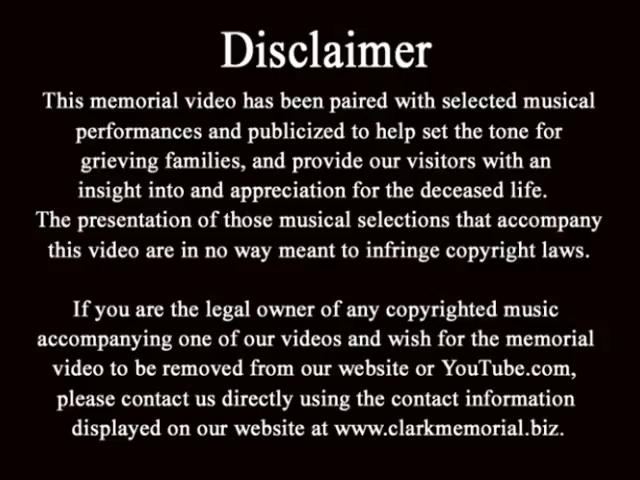 Disclaimer
This memorial video has been paired with selected musical
performances and publicized to help set the tone for
grieving families, and provide our visitors with an
insight into and appreciation for the deceased life.
The presentation of those musical selections that accompany
this video are in no way meant to infringe copyright laws.
If you are the legal owner of any copyrighted music
accompanying one of our videos and wish for the memorial
video to be removed from our website or YouTube.com,
please contact us directly using the contact information
displayed on our website at www.clarkmemorial.biz.